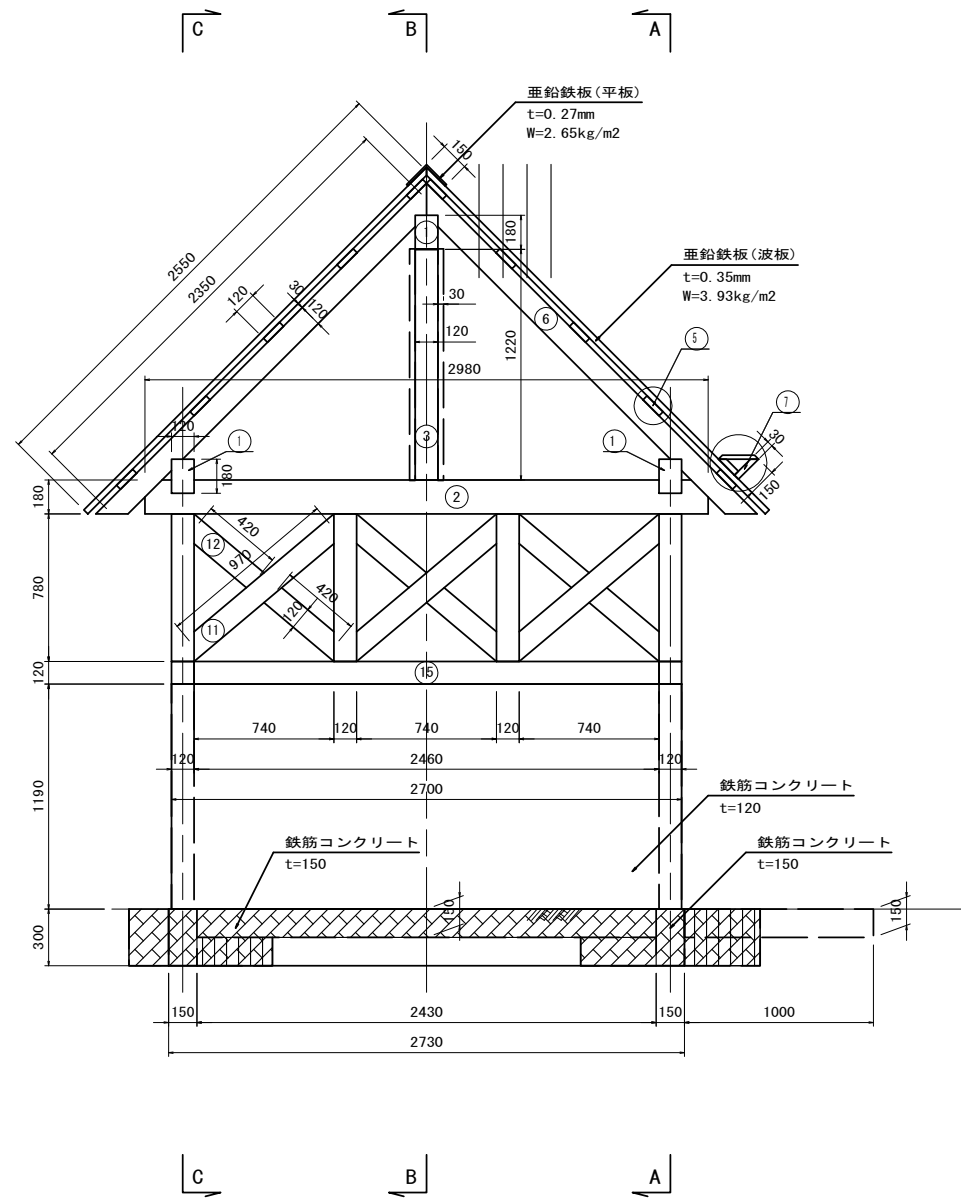 C
B
A
亜鉛鉄板(平板)
t=0.27mm
W=2.65kg/m2
150
2550
2350
120
30
120
①
180
亜鉛鉄板(波板)
t=0.35mm
W=3.93kg/m2
30
120
⑥
1220
⑤
2980
⑦
30
150
120
①
180
③
①
180
②
420
⑫
970
420
120
⑪
780
⑮
120
740
120
740
120
740
120
2460
120
2700
1190
鉄筋コンクリート
t=120
鉄筋コンクリート
t=150
鉄筋コンクリート
t=150
150
150
300
150
2430
150
1000
2730
C
B
A